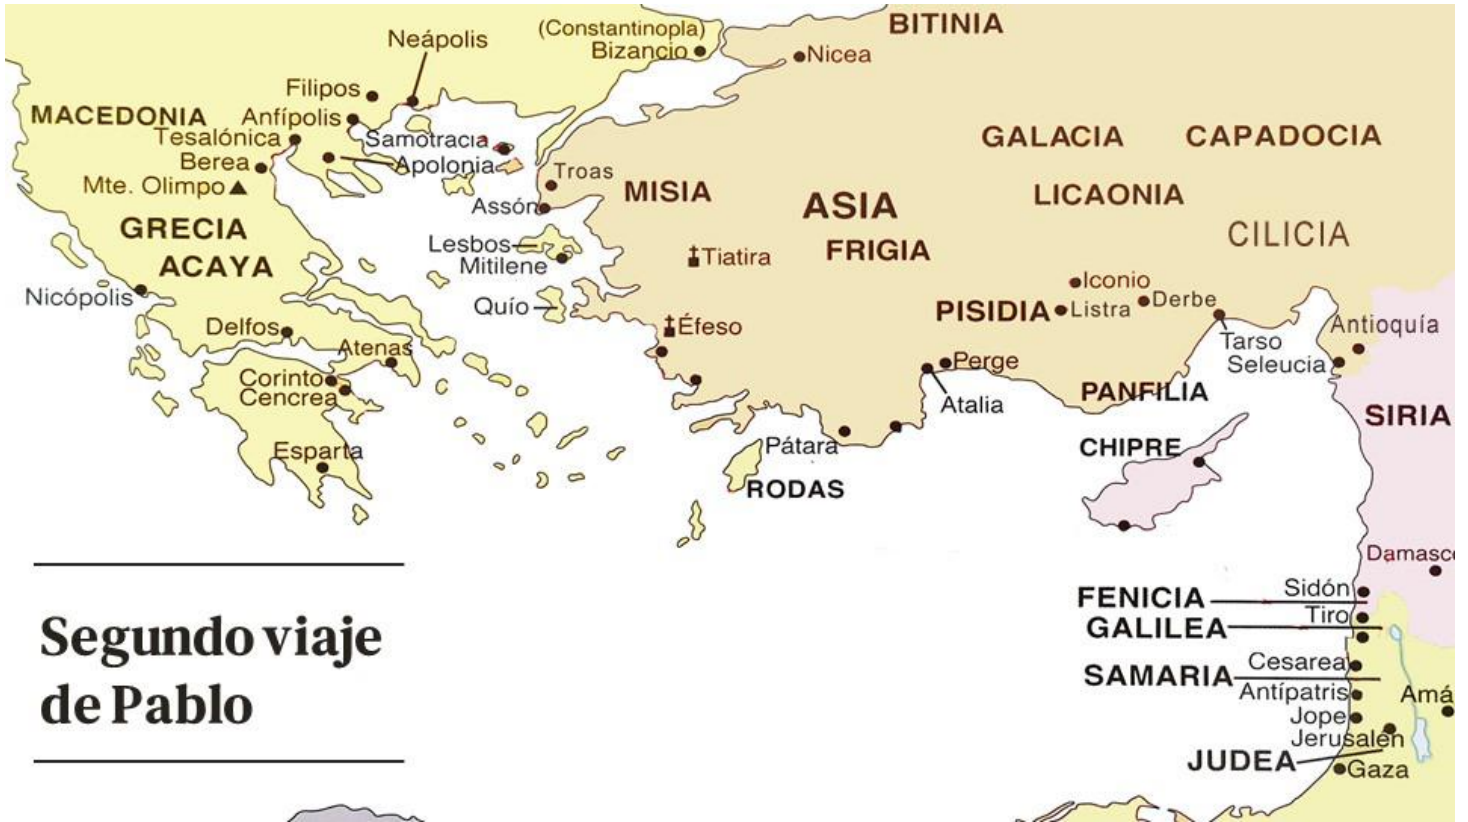 BITINIA
(Constantinopla)
Bizancio
Neápolis
Nicea
Filipos
MACEDONIA
Anfípolis
Tesalónica
Samotracia
GALACIA
CAPADOCIA
Berea
Apolonia
Troas
Mte. Olimpo
MISIA
LICAONIA
Assón
ASIA
GRECIA
CILICIA
Lesbos
FRIGIA
Tiatira
ACAYA
Mitilene
Iconio
Nicópolis
Quío
PISIDIA
Listra
Derbe
Éfeso
Antioquía
Delfos
Tarso
Atenas
Perge
Seleucia
Corinto
PANFILIA
Cencrea
Atalia
SIRIA
Pátara
CHIPRE
Esparta
RODAS
Damasc
Sidón
FENICIA
Tiro
GALILEA
Segundo viaje
de Pablo
Cesarea
SAMARIA
Antípatris
Amá
Jope
Jerusalén
JUDEA
Gaza